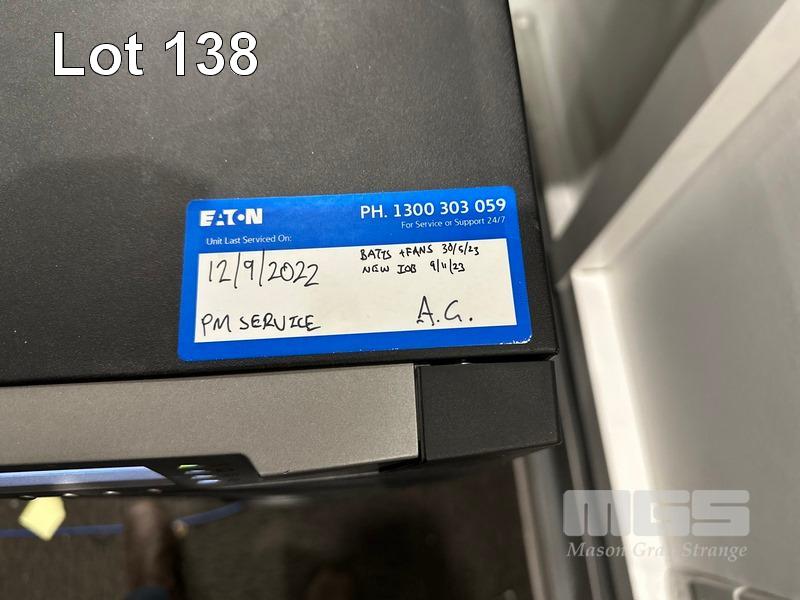 Lot 138
EATON
PH. 1300 303 059
For Service or Support 24/7
Unit Last Serviced On:
12/9/2022
BATTS + FANS 30/5/23
NEW IOB 9/11/23
PM SERVICE
A.G.
MGS
Mason Gray Strange